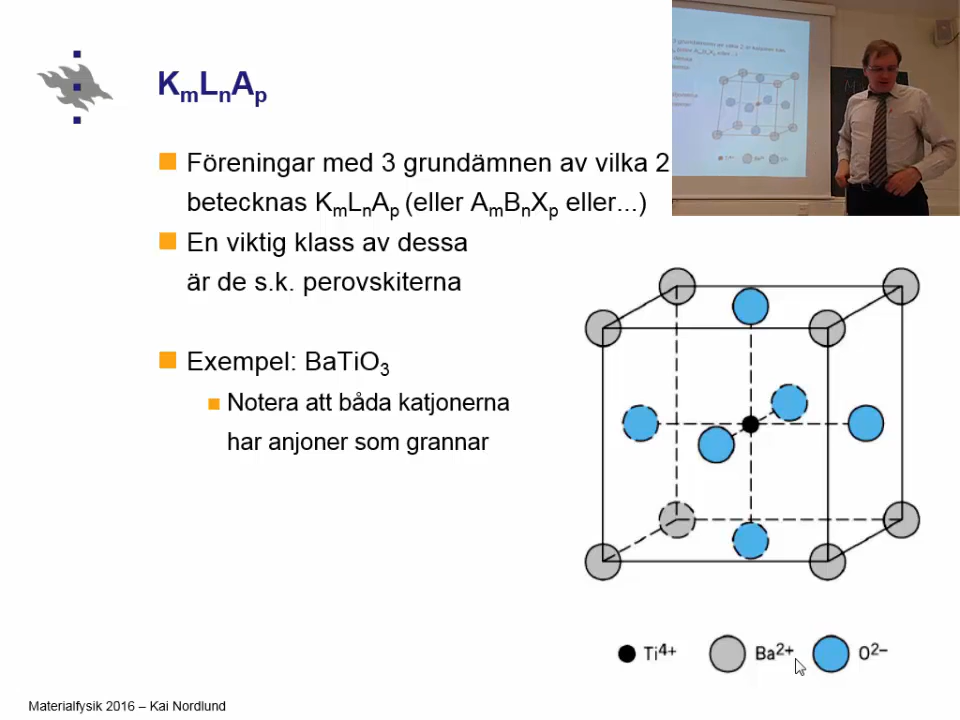 KₘLₙAₚ
Föreningar med 3 grundämnen av vilka 2
betecknas KₘLₙAₚ (eller AₘBₙXₚ eller...)
En viktig klass av dessa
är de s.k. perovskiterna
Exempel: BaTiO₃
Notera att båda katjonerna
har anjoner som grannar
Ti⁴⁺ Ba²⁺ O²⁻
Materialfysik 2016 – Kai Nordlund